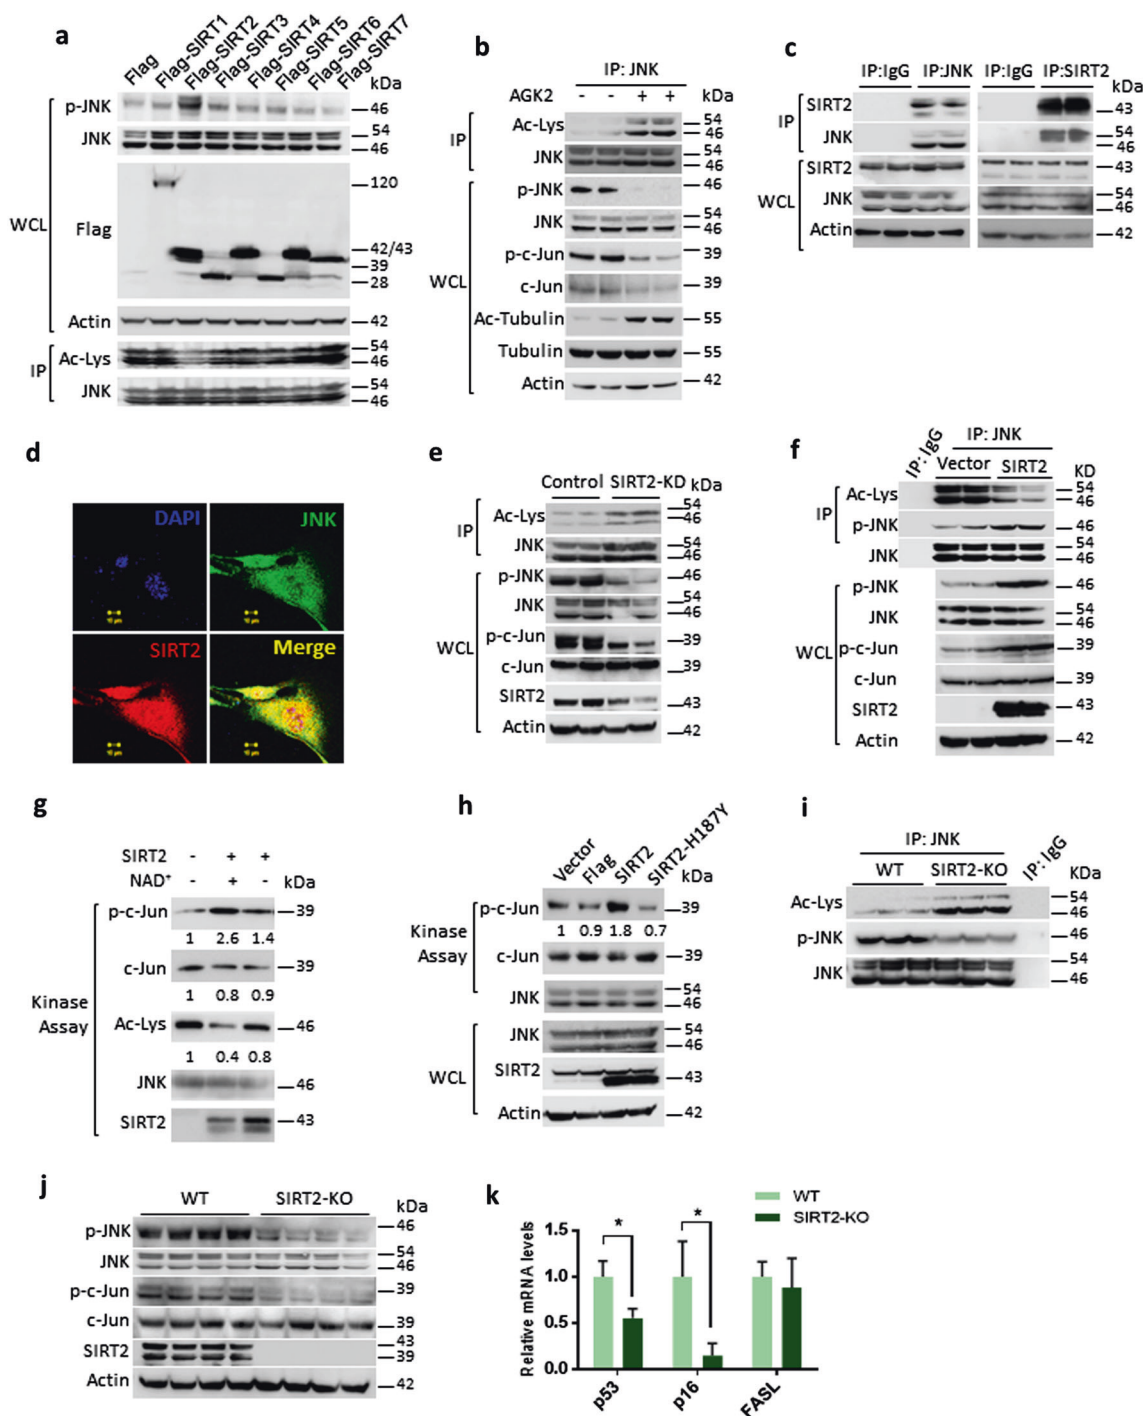 a
Flag
Flag-SIRT1
Flag-SIRT2
Flag-SIRT3
Flag-SIRT4
Flag-SIRT5
Flag-SIRT6
Flag-SIRT7
kDa
p-JNK 46
JNK 54
46
WCL
Flag 120
42/43
39
28
Actin 42
IP
Ac-Lys 54
46
JNK 54
46
b
IP: JNK
AGK2 - - + + kDa
IP
Ac-Lys 54
46
JNK 54
46
WCL
p-JNK 46
JNK 54
46
p-c-Jun 39
c-Jun 39
Ac-Tubulin 55
Tubulin 55
Actin 42
c
IP:IgG IP:JNK IP:IgG IP:SIRT2
kDa
IP
SIRT2 43
JNK 54
46
WCL
SIRT2 43
JNK 54
46
Actin 42
d
DAPI JNK
10 µm 10 µm
SIRT2 Merge
10 µm 10 µm
e
Control SIRT2-KD kDa
IP
Ac-Lys 54
46
JNK 54
46
WCL
p-JNK 46
JNK 54
46
p-c-Jun 39
c-Jun 39
SIRT2 43
Actin 42
f
IP: IgG
IP: JNK
Vector SIRT2 KD
IP
Ac-Lys 54
46
p-JNK 46
JNK 54
46
WCL
p-JNK 46
JNK 54
46
p-c-Jun 39
c-Jun 39
SIRT2 43
Actin 42
g
SIRT2 - + +
NAD+ - + - kDa
Kinase Assay
p-c-Jun 39
1 2.6 1.4
c-Jun 39
1 0.8 0.9
Ac-Lys 46
1 0.4 0.8
JNK 46
SIRT2 43
h
Vector
Flag
SIRT2
SIRT2-H187Y
kDa
Kinase Assay
p-c-Jun 39
1 0.9 1.8 0.7
c-Jun 39
JNK 54
46
WCL
JNK 54
46
SIRT2 43
Actin 42
i
IP: JNK
WT SIRT2-KO IP: IgG
KDa
Ac-Lys 54
46
p-JNK 46
JNK 54
46
j
WT SIRT2-KO kDa
p-JNK 46
JNK 54
46
p-c-Jun 39
c-Jun 39
SIRT2 43
39
Actin 42
k
WT
SIRT2-KO
Relative mRNA levels
1.5
1.0
0.5
0.0
* *
p53 p16 FASL